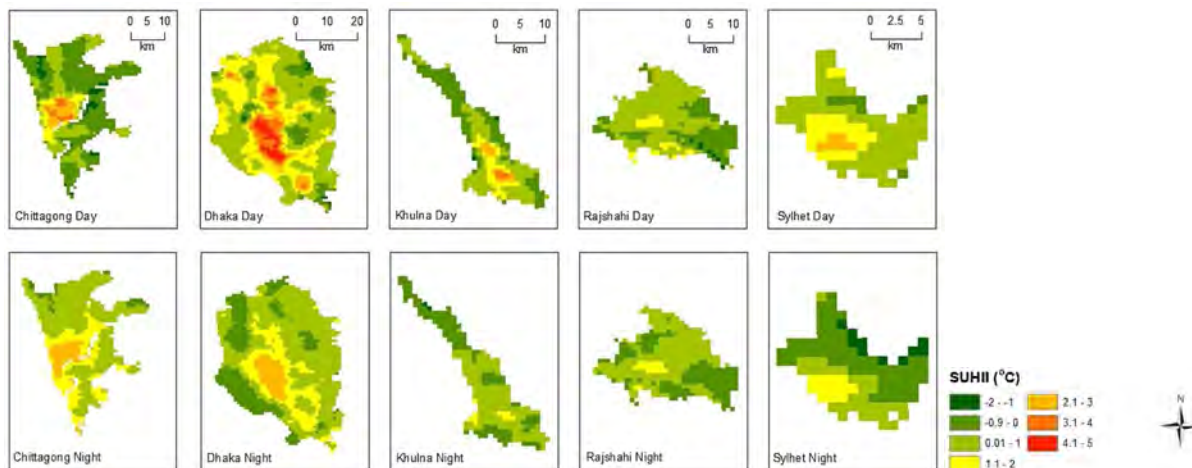 0 5 10
km
0 10 20
km
0 5 10
km
0 5 10
km
0 2.5 5
km
Chittagong Day
Dhaka Day
Khulna Day
Rajshahi Day
Sylhet Day
Chittagong Night
Dhaka Night
Khulna Night
Rajshahi Night
Sylhet Night
SUHII (°C)
-2 - -1
-0.9 - 0
0.01 - 1
1.1 - 2
2.1 - 3
3.1 - 4
4.1 - 5
N